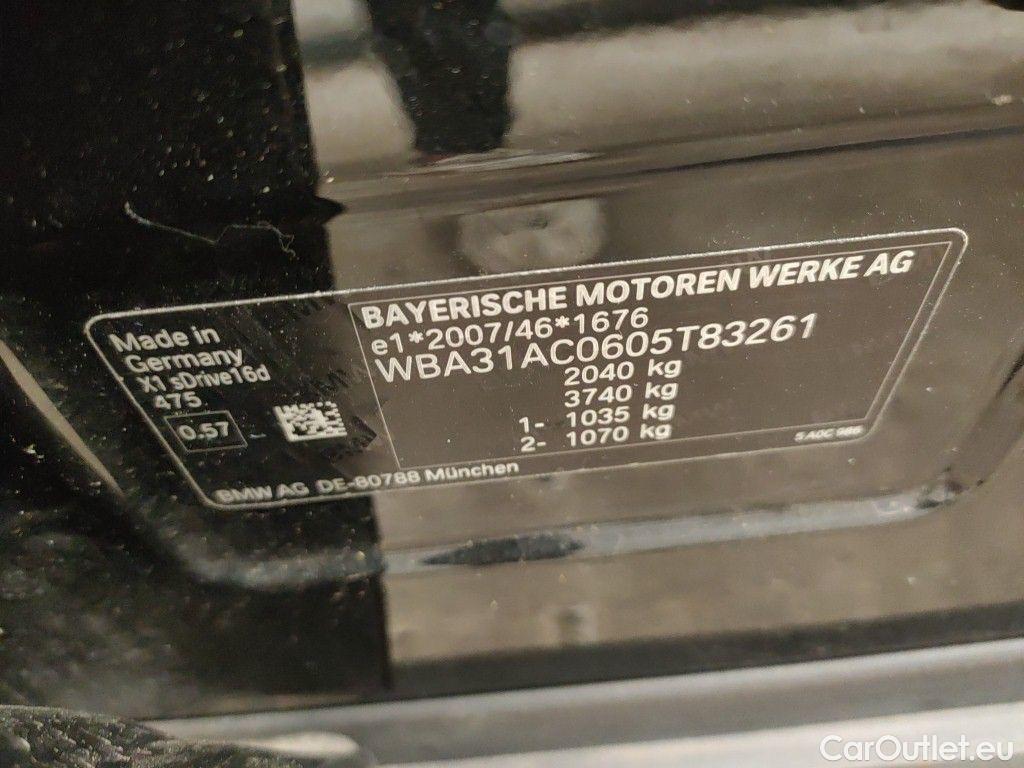 BAYERISCHE MOTOREN WERKE AG
e1*2007/46*1676
WBA31AC0605T83261
2040 kg
3740 kg
1- 1035 kg
2- 1070 kg
Made in
Germany
X1 sDrive16d
475
0.57
BMW AG DE-80788 München
CarOutlet.eu